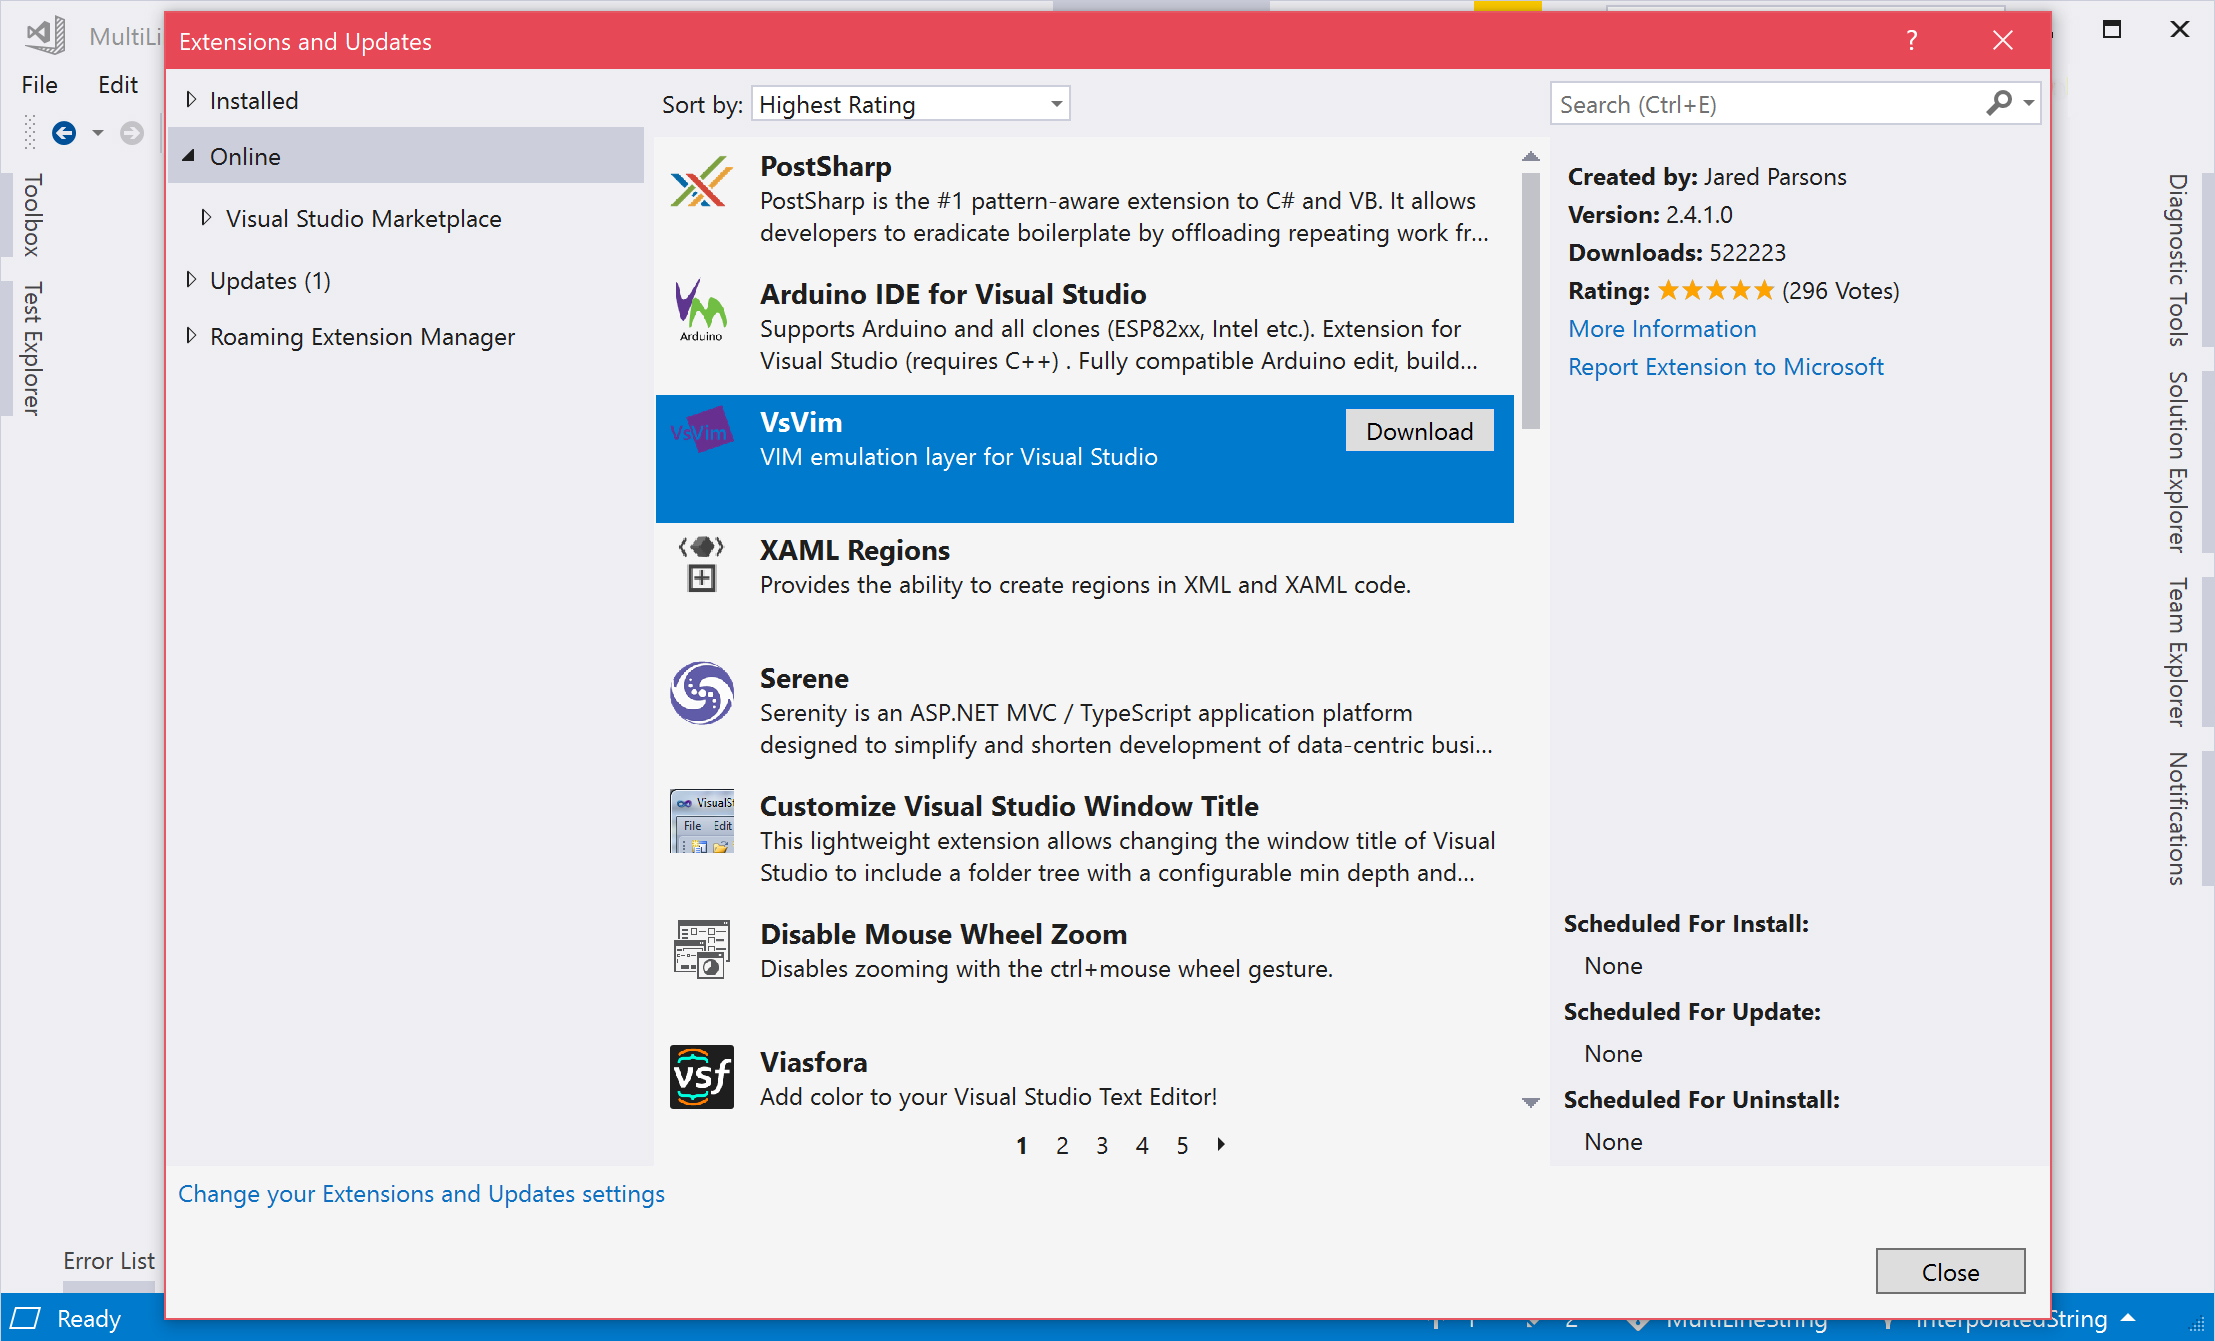 MultiLi
Extensions and Updates
?
File
Edit
Installed
Online
Visual Studio Marketplace
Updates (1)
Roaming Extension Manager
Toolbox
Test Explorer
Sort by:
Highest Rating
Search (Ctrl+E)
PostSharp
PostSharp is the #1 pattern-aware extension to C# and VB. It allows
developers to eradicate boilerplate by offloading repeating work fr...
Arduino
Arduino IDE for Visual Studio
Supports Arduino and all clones (ESP82xx, Intel etc.). Extension for
Visual Studio (requires C++) . Fully compatible Arduino edit, build...
VsVim
VsVim
VIM emulation layer for Visual Studio
Download
XAML Regions
Provides the ability to create regions in XML and XAML code.
Serene
Serenity is an ASP.NET MVC / TypeScript application platform
designed to simplify and shorten development of data-centric busi...
VisualSt
File Edit
Customize Visual Studio Window Title
This lightweight extension allows changing the window title of Visual
Studio to include a folder tree with a configurable min depth and...
Disable Mouse Wheel Zoom
Disables zooming with the ctrl+mouse wheel gesture.
vsf
Viasfora
Add color to your Visual Studio Text Editor!
1 2 3 4 5
Created by: Jared Parsons
Version: 2.4.1.0
Downloads: 522223
Rating: (296 Votes)
More Information
Report Extension to Microsoft
Scheduled For Install:
None
Scheduled For Update:
None
Scheduled For Uninstall:
None
Diagnostic Tools
Solution Explorer
Team Explorer
Notifications
Change your Extensions and Updates settings
Close
Error List
Ready
1
2
MultiLineString
InterpolatedString